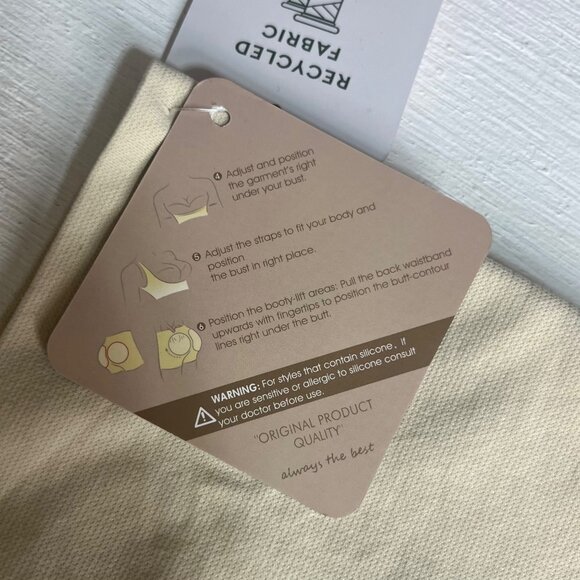 RECYCLED
FABRIC
4 Adjust and position
the garment's right
under your bust.
5 Adjust the straps to fit your body and
position
the bust in right place.
6 Position the booty-lift areas: Pull the back waistband
upwards with fingertips to position the butt-contour
lines right under the butt.
WARNING: For styles that contain silicone, if
you are sensitive or allergic to silicone consult
your doctor before use.
"ORIGINAL PRODUCT
QUALITY"
always the best